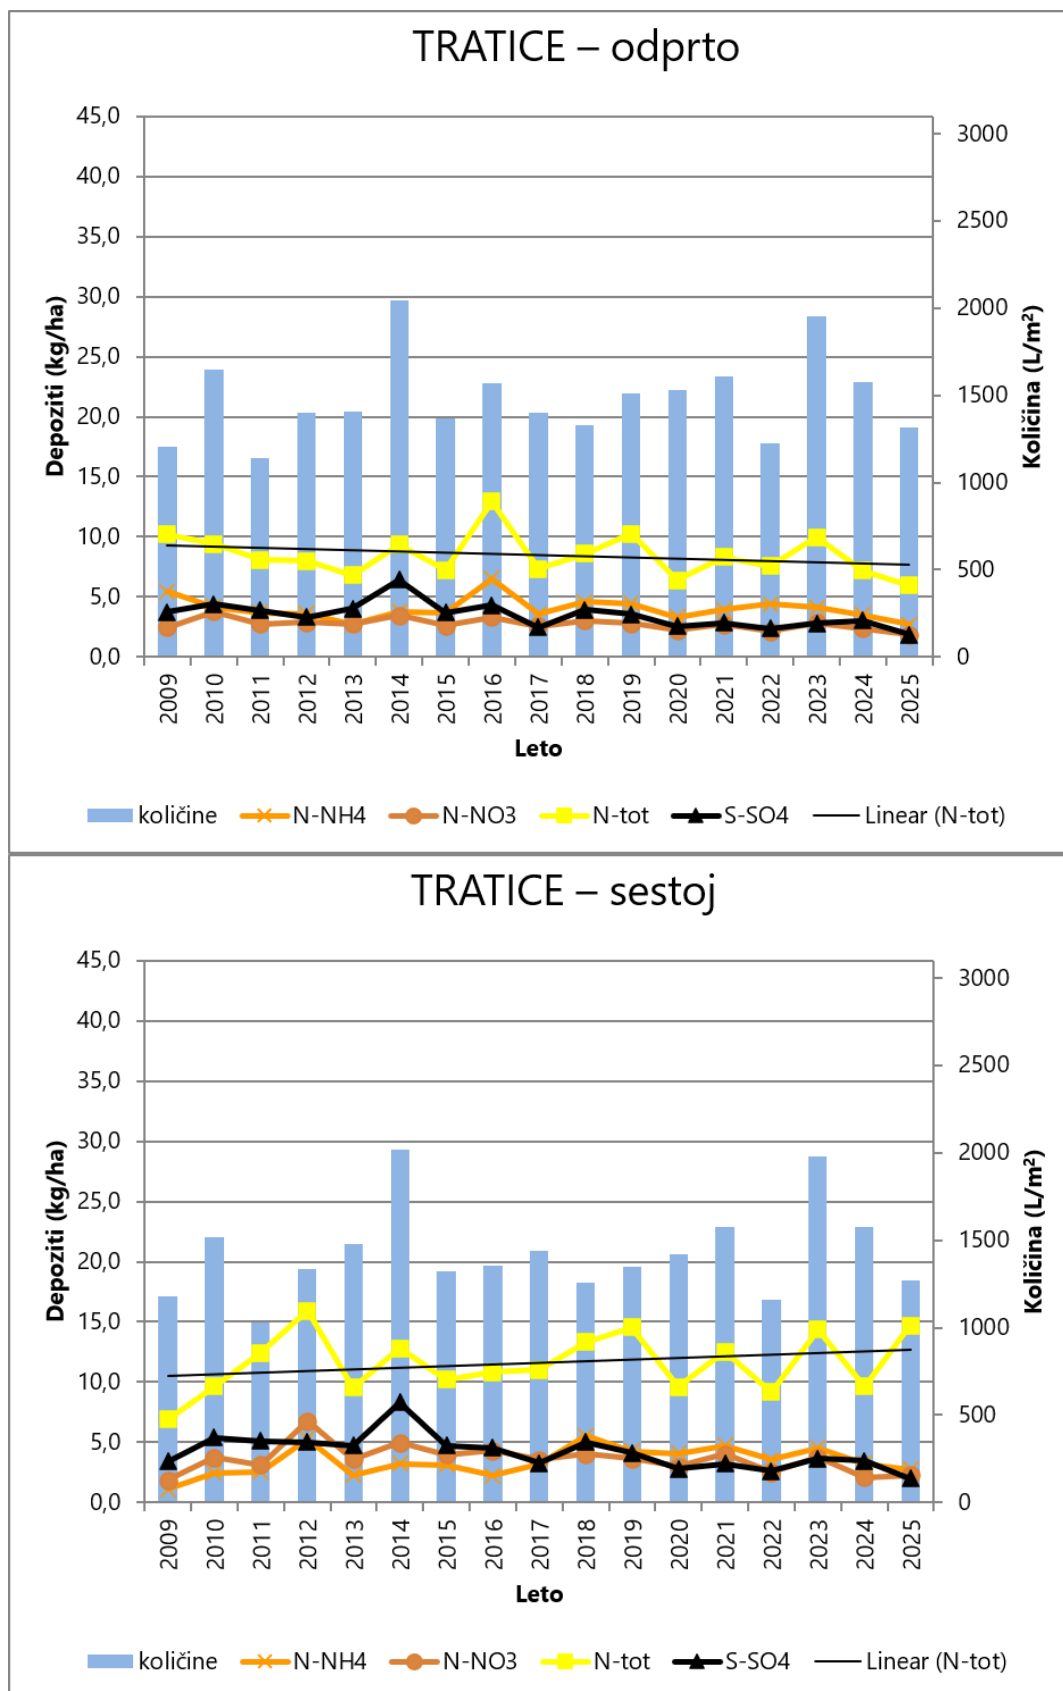 TRATICE – odprto
45,0
40,0
35,0
30,0
25,0
20,0
15,0
10,0
5,0
0,0
Depoziti (kg/ha)
3000
2500
2000
1500
1000
500
0
Količina (L/m²)
2009 2010 2011 2012 2013 2014 2015 2016 2017 2018 2019 2020 2021 2022 2023 2024 2025
Leto
količine N-NH4 N-NO3 N-tot S-SO4 Linear (N-tot)
TRATICE – sestoj
45,0
40,0
35,0
30,0
25,0
20,0
15,0
10,0
5,0
0,0
Depoziti (kg/ha)
3000
2500
2000
1500
1000
500
0
Količina (L/m²)
2009 2010 2011 2012 2013 2014 2015 2016 2017 2018 2019 2020 2021 2022 2023 2024 2025
Leto
količine N-NH4 N-NO3 N-tot S-SO4 Linear (N-tot)